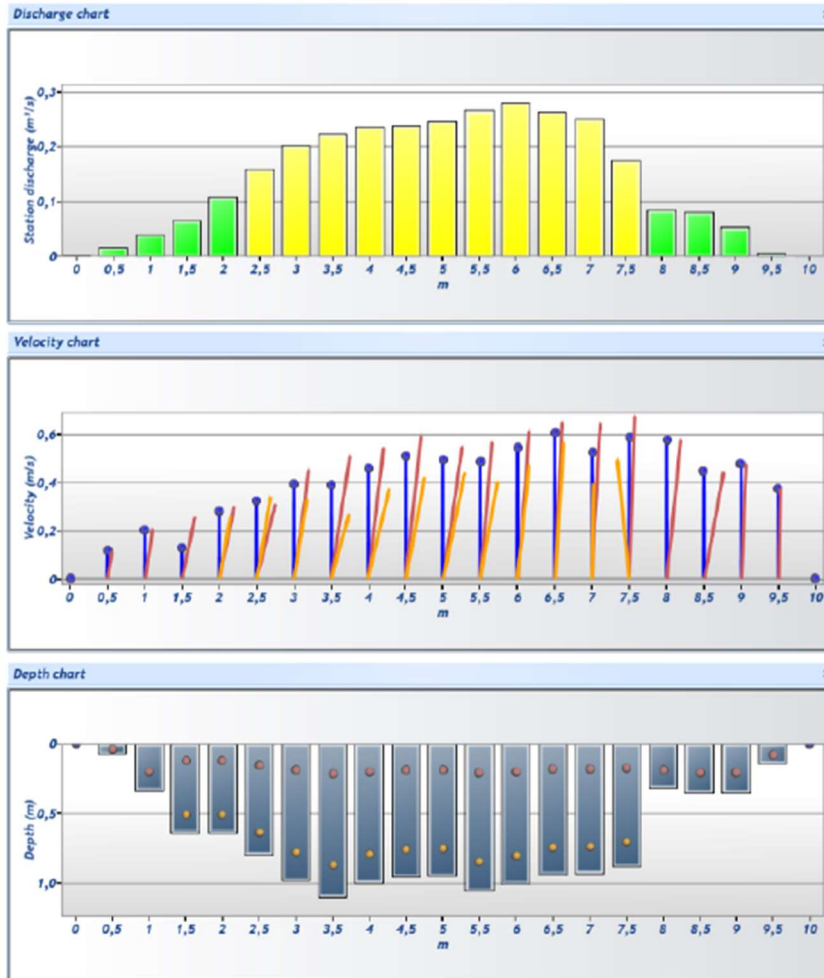 Discharge chart
Station discharge (m³/s)
0,3
0,2
0,1
0
0 0,5 1 1,5 2 2,5 3 3,5 4 4,5 5 5,5 6 6,5 7 7,5 8 8,5 9 9,5 10
m
Velocity chart
Velocity (m/s)
0,6
0,4
0,2
0
0 0,5 1 1,5 2 2,5 3 3,5 4 4,5 5 5,5 6 6,5 7 7,5 8 8,5 9 9,5 10
m
Depth chart
Depth (m)
0
0,5
1,0
0 0,5 1 1,5 2 2,5 3 3,5 4 4,5 5 5,5 6 6,5 7 7,5 8 8,5 9 9,5 10
m